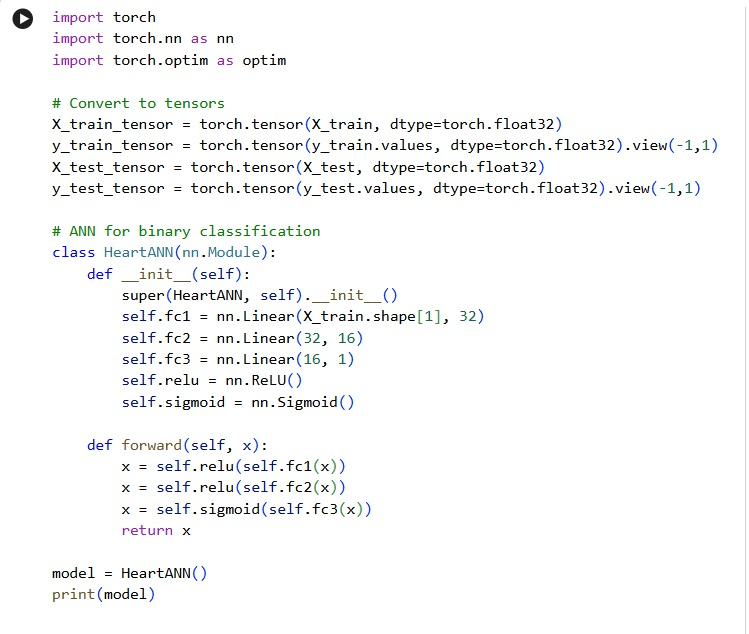 import torch
import torch.nn as nn
import torch.optim as optim

# Convert to tensors
X_train_tensor = torch.tensor(X_train, dtype=torch.float32)
y_train_tensor = torch.tensor(y_train.values, dtype=torch.float32).view(-1,1)
X_test_tensor = torch.tensor(X_test, dtype=torch.float32)
y_test_tensor = torch.tensor(y_test.values, dtype=torch.float32).view(-1,1)

# ANN for binary classification
class HeartANN(nn.Module):
    def __init__(self):
        super(HeartANN, self).__init__()
        self.fc1 = nn.Linear(X_train.shape[1], 32)
        self.fc2 = nn.Linear(32, 16)
        self.fc3 = nn.Linear(16, 1)
        self.relu = nn.ReLU()
        self.sigmoid = nn.Sigmoid()

    def forward(self, x):
        x = self.relu(self.fc1(x))
        x = self.relu(self.fc2(x))
        x = self.sigmoid(self.fc3(x))
        return x

model = HeartANN()
print(model)